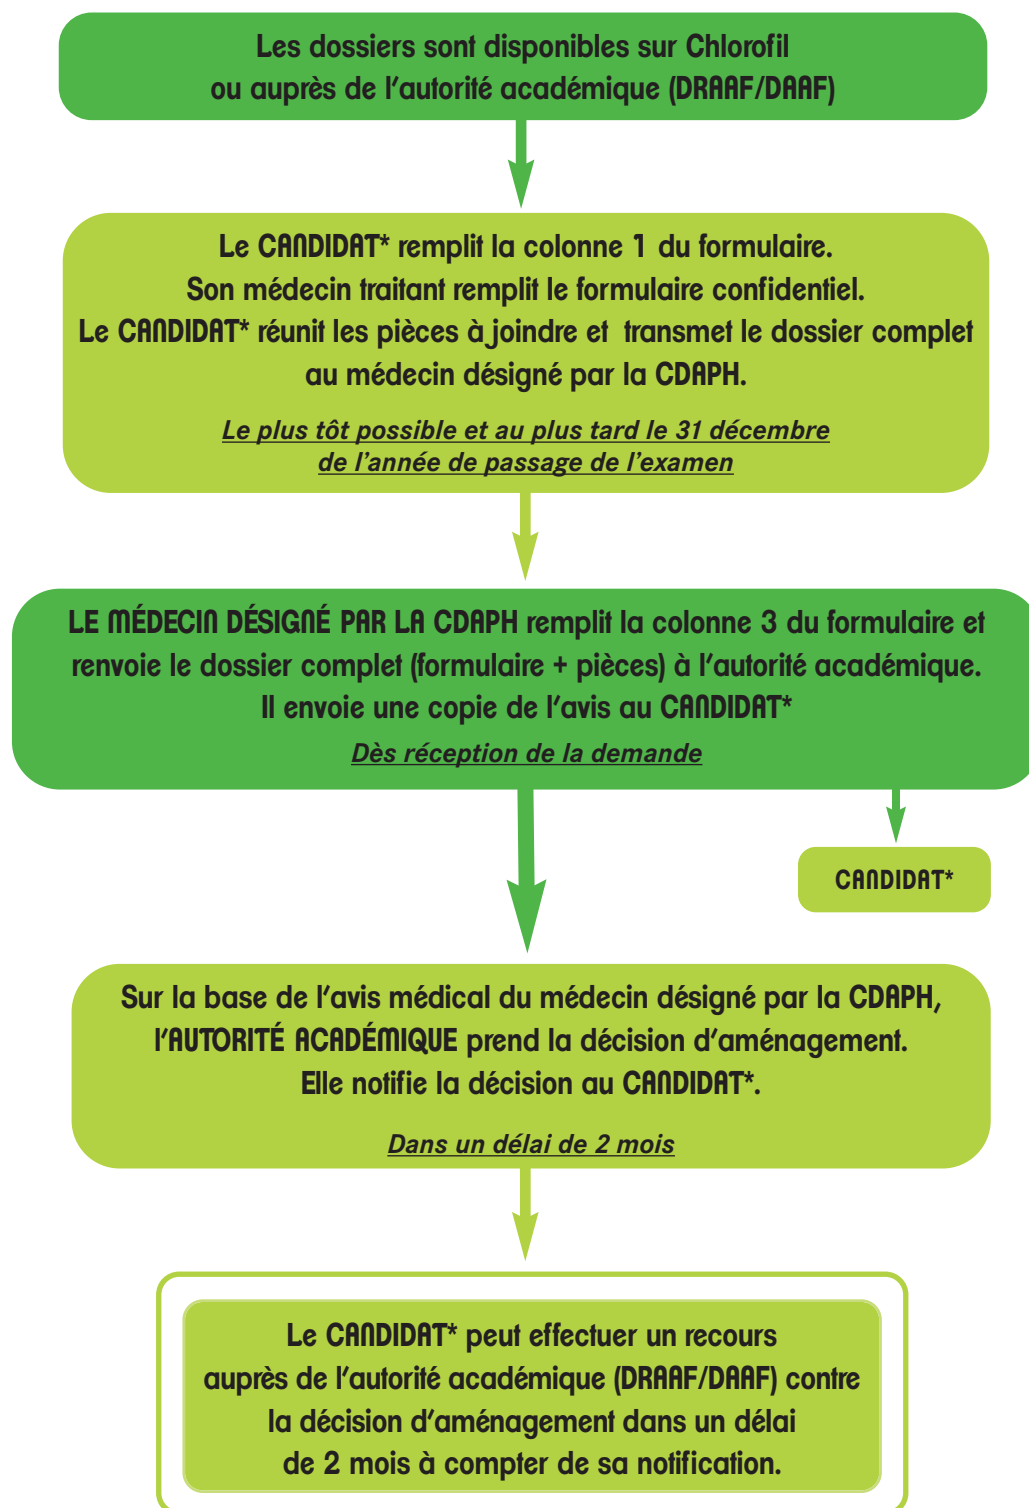 Les dossiers sont disponibles sur Chlorofil
ou auprès de l'autorité académique (DRAAF/DAAF)
Le CANDIDAT* remplit la colonne 1 du formulaire.
Son médecin traitant remplit le formulaire confidentiel.
Le CANDIDAT* réunit les pièces à joindre et transmet le dossier complet
au médecin désigné par la CDAPH.
Le plus tôt possible et au plus tard le 31 décembre
de l'année de passage de l'examen
LE MÉDECIN DÉSIGNÉ PAR LA CDAPH remplit la colonne 3 du formulaire et
renvoie le dossier complet (formulaire + pièces) à l'autorité académique.
Il envoie une copie de l'avis au CANDIDAT*
Dès réception de la demande
CANDIDAT*
Sur la base de l'avis médical du médecin désigné par la CDAPH,
l'AUTORITÉ ACADÉMIQUE prend la décision d'aménagement.
Elle notifie la décision au CANDIDAT*.
Dans un délai de 2 mois
Le CANDIDAT* peut effectuer un recours
auprès de l'autorité académique (DRAAF/DAAF) contre
la décision d'aménagement dans un délai
de 2 mois à compter de sa notification.